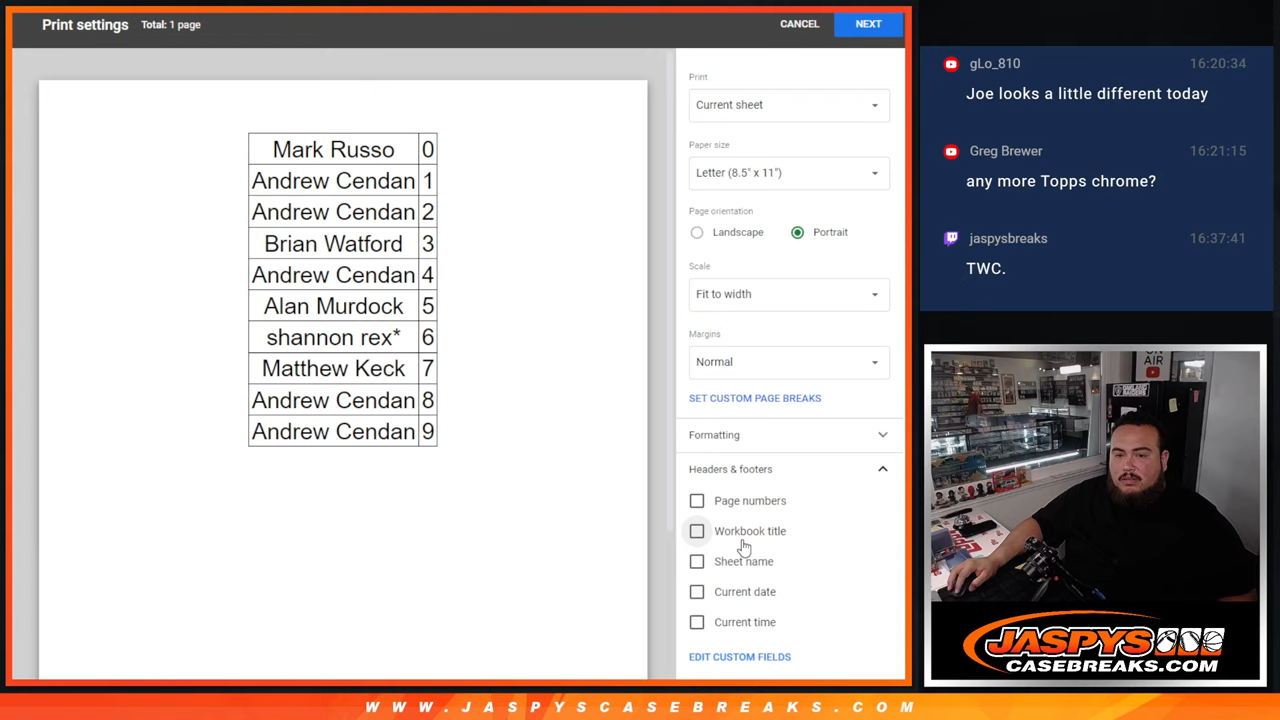 Print settings Total: 1 page CANCEL NEXT
Mark Russo 0
Andrew Cendan 1
Andrew Cendan 2
Brian Watford 3
Andrew Cendan 4
Alan Murdock 5
shannon rex* 6
Matthew Keck 7
Andrew Cendan 8
Andrew Cendan 9
Print
Current sheet
Paper size
Letter (8.5" x 11")
Page orientation
Landscape Portrait
Scale
Fit to width
Margins
Normal
SET CUSTOM PAGE BREAKS
Formatting
Headers & footers
Page numbers
Workbook title
Sheet name
Current date
Current time
EDIT CUSTOM FIELDS
gLo_810 16:20:34
Joe looks a little different today
Greg Brewer 16:21:15
any more Topps chrome?
jaspysbreaks 16:37:41
TWC.
ON
AIR
JASPYS
CASEBREAKS.COM
WWW.JASPYSCASEBREAKS.COM